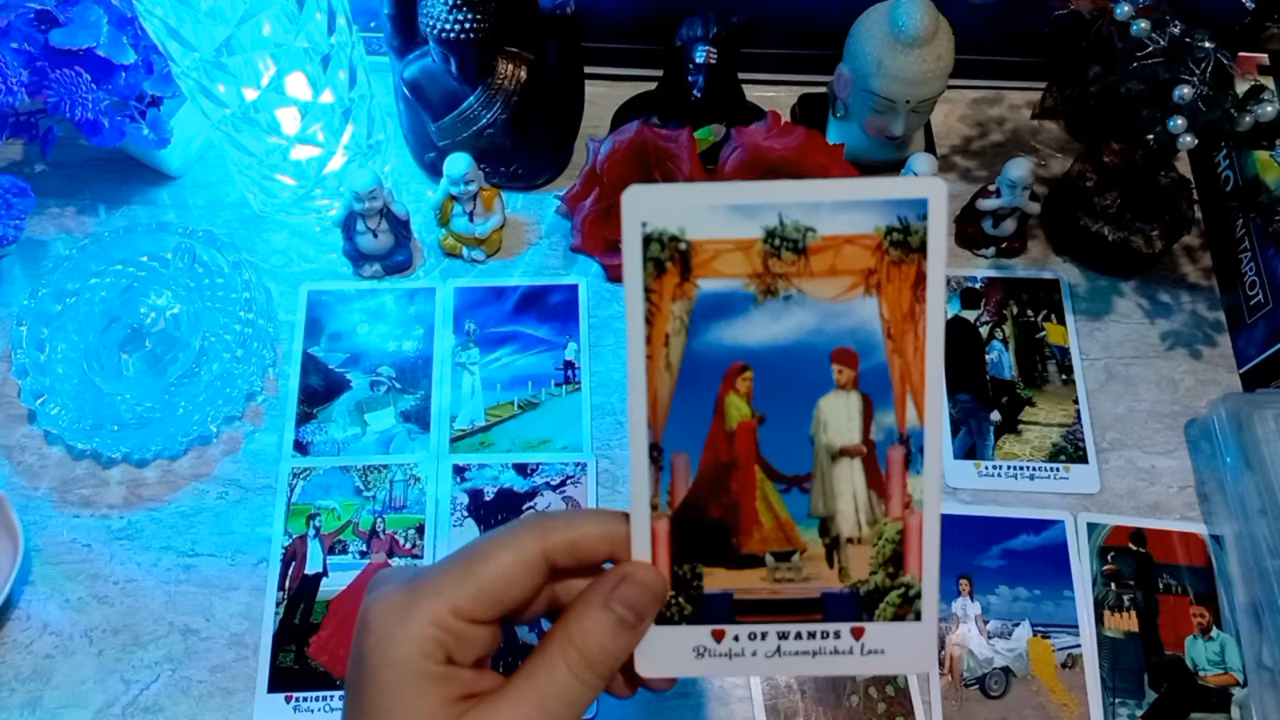 4 OF WANDS
Blissful & Accomplished Love
4 OF PENTACLES
Solid & Self Sufficient Love
KNIGHT O
Flirty & Open
TAROT